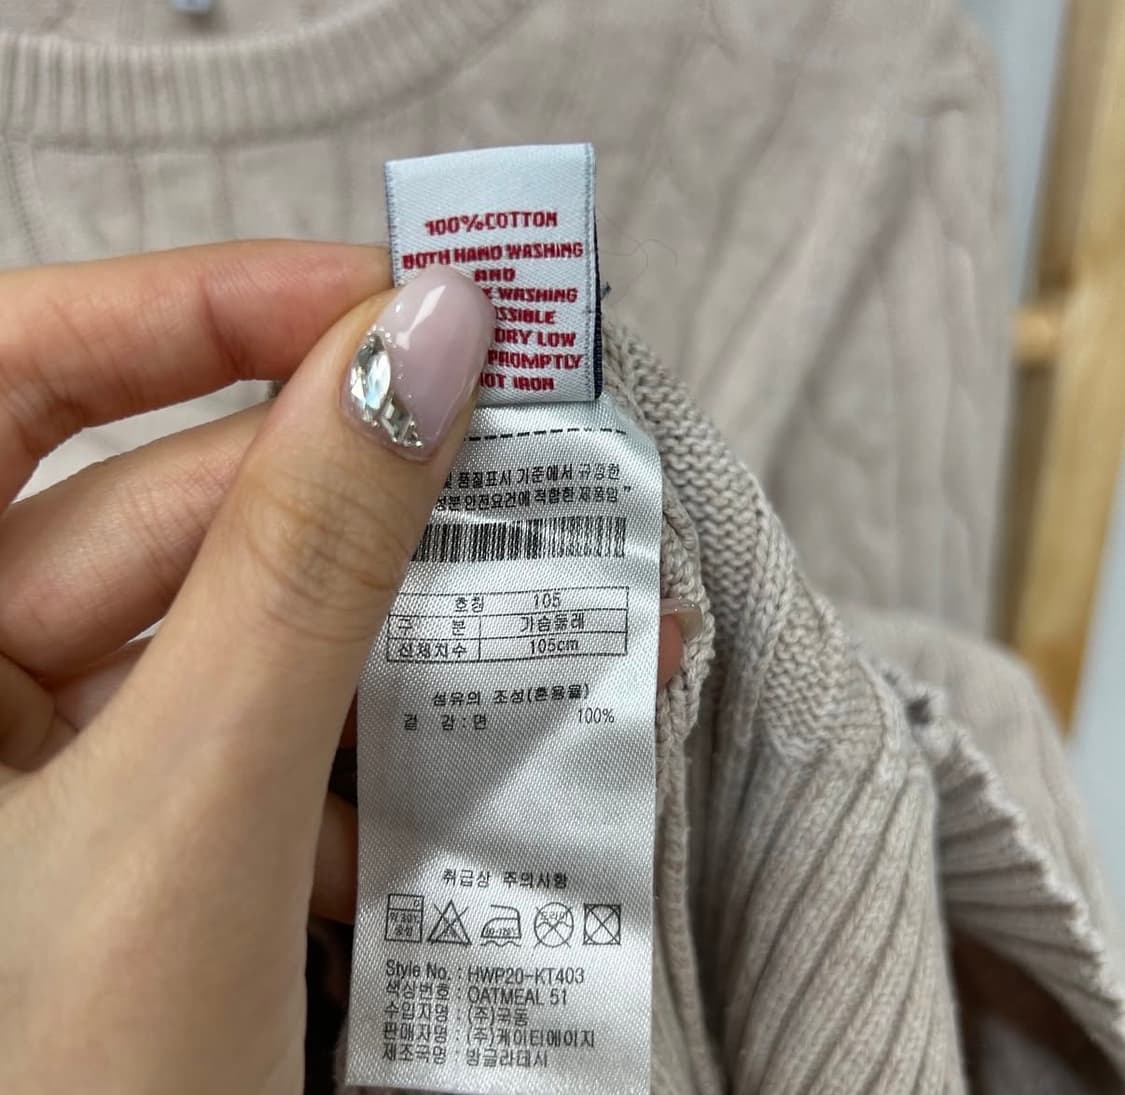 100%COTTON
BOTH HAND WASHING
AND
WASHING
DRY LOW
PROMPTLY
IRON
품질표시 기준에서 규정한
안전요건에 적합한 제품임"
호칭 105
구 분 가슴둘레
신체치수 105cm
섬유의 조성(혼용율)
겉 감:면 100%
취급상 주의사항
Style No. : HWP20-KT403
색상번호 : OATMEAL 51
수입자명 : (주)국동
판매자명 : (주)케이티에이지
제조국명 : 방글라데시